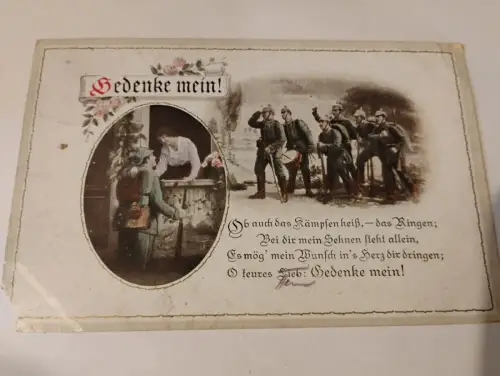 Gedenke mein!
Ob auch das Kämpfen heiß, – das Ringen;
Bei dir mein Sehnen steht allein,
Es mög' mein Wunsch in's Herz dir dringen;
O teures Lieb: Gedenke mein!